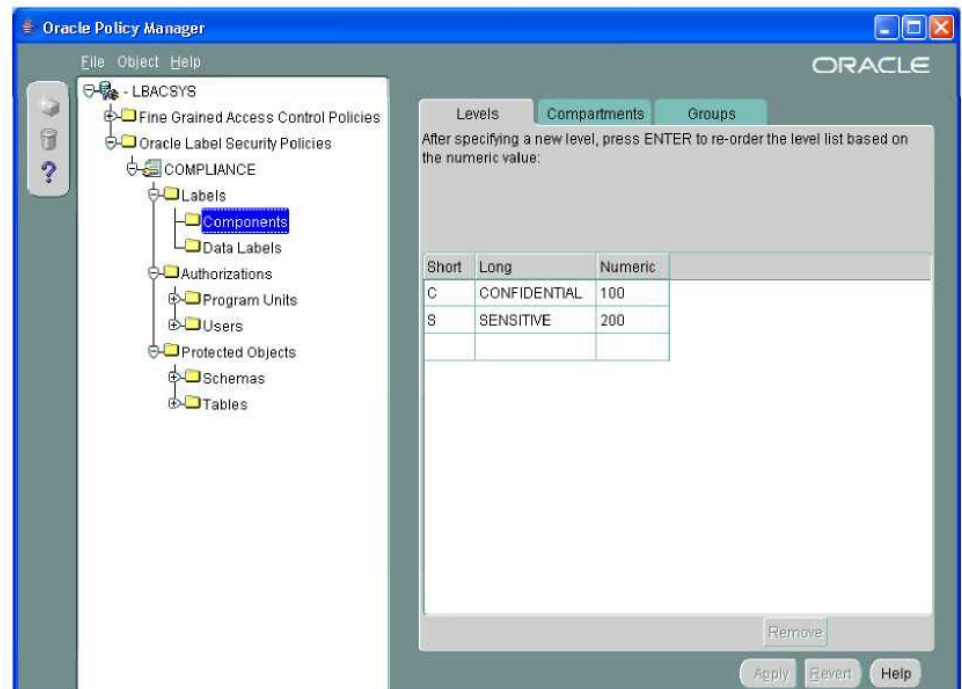 Oracle Policy Manager
File Object Help
ORACLE
- LBACSYS
Fine Grained Access Control Policies
Oracle Label Security Policies
COMPLIANCE
Labels
Components
Data Labels
Authorizations
Program Units
Users
Protected Objects
Schemas
Tables
Levels Compartments Groups
After specifying a new level, press ENTER to re-order the level list based on
the numeric value:
Short Long Numeric
C CONFIDENTIAL 100
S SENSITIVE 200
Remove
Apply Revert Help